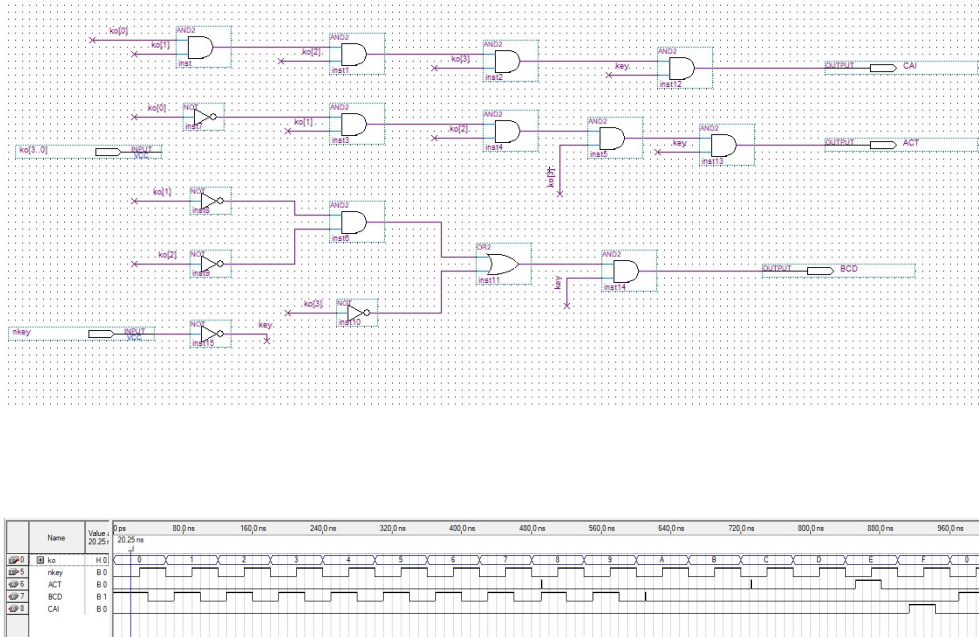 ko[0]
AND2
ko[1]
inst
AND2
ko[2]
inst1
AND2
ko[3]
inst2
AND2
key
inst12
OUTPUT
CAI
ko[0]
NOT
inst7
AND2
ko[1]
inst3
AND2
ko[2]
inst4
AND2
inst5
ko[3]
AND2
key
inst13
OUTPUT
ACT
ko[3..0]
INPUT
VCC
ko[1]
NOT
inst8
AND2
inst6
ko[2]
NOT
inst9
OR2
inst11
AND2
key
inst14
OUTPUT
BCD
ko[3]
NOT
inst10
nkey
INPUT
VCC
NOT
inst15
key
Name
Value a
20.25 n
0 ps 80.0 ns 160.0 ns 240.0 ns 320.0 ns 400.0 ns 480.0 ns 560.0 ns 640.0 ns 720.0 ns 800.0 ns 880.0 ns 960.0 ns
20.25 ns
0 ko H 0 0 1 2 3 4 5 6 7 8 9 A B C D E F 0
5 nkey B 0
6 ACT B 0
7 BCD B 1
8 CAI B 0